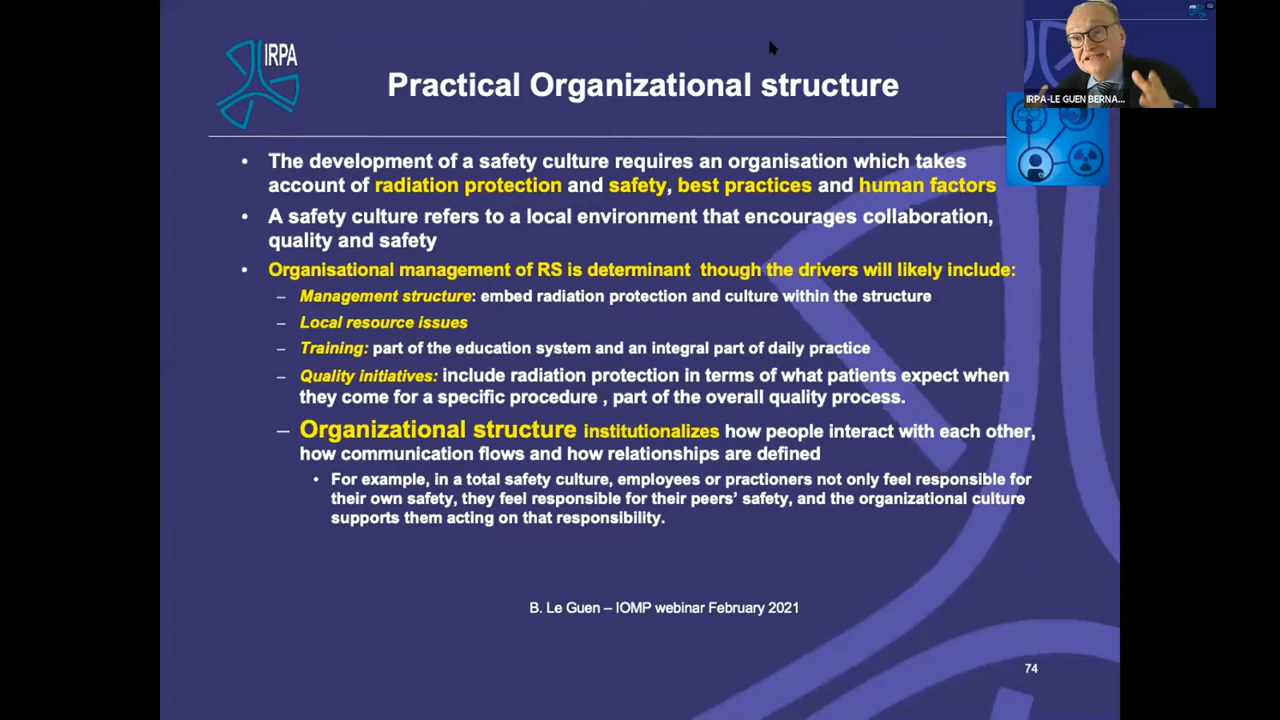 IRPA
Practical Organizational structure
IRPA-LE GUEN BERNA...
• The development of a safety culture requires an organisation which takes
account of radiation protection and safety, best practices and human factors
• A safety culture refers to a local environment that encourages collaboration,
quality and safety
• Organisational management of RS is determinant though the drivers will likely include:
– Management structure: embed radiation protection and culture within the structure
– Local resource issues
– Training: part of the education system and an integral part of daily practice
– Quality initiatives: include radiation protection in terms of what patients expect when
they come for a specific procedure , part of the overall quality process.
– Organizational structure institutionalizes how people interact with each other,
how communication flows and how relationships are defined
• For example, in a total safety culture, employees or practioners not only feel responsible for
their own safety, they feel responsible for their peers’ safety, and the organizational culture
supports them acting on that responsibility.
B. Le Guen – IOMP webinar February 2021
74